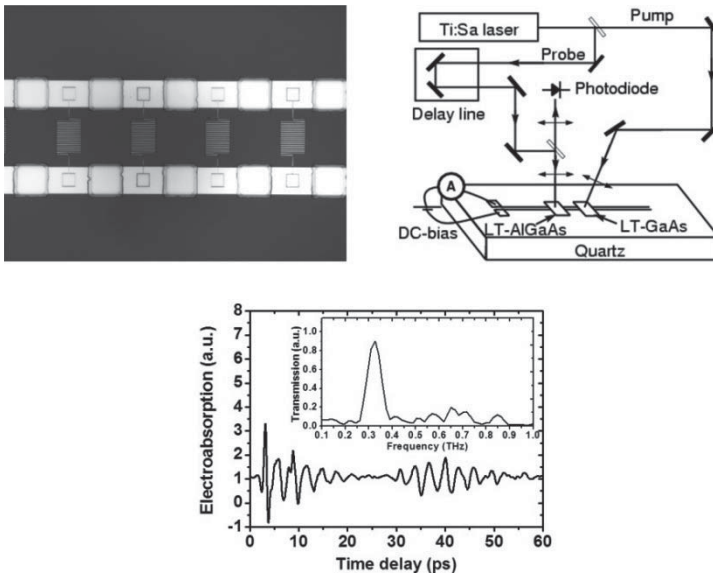 Ti:Sa laser
Pump
Probe
Delay line
Photodiode
A
DC-bias
LT-AlGaAs
LT-GaAs
Quartz
Electroabsorption (a.u.)
8
7
6
5
4
3
2
1
0
-1
0 10 20 30 40 50 60
Time delay (ps)
Transmission (a.u.)
1.0
0.8
0.6
0.4
0.2
0.0
0.1 0.2 0.3 0.4 0.5 0.6 0.7 0.8 0.9 1.0
Frequency (THz)